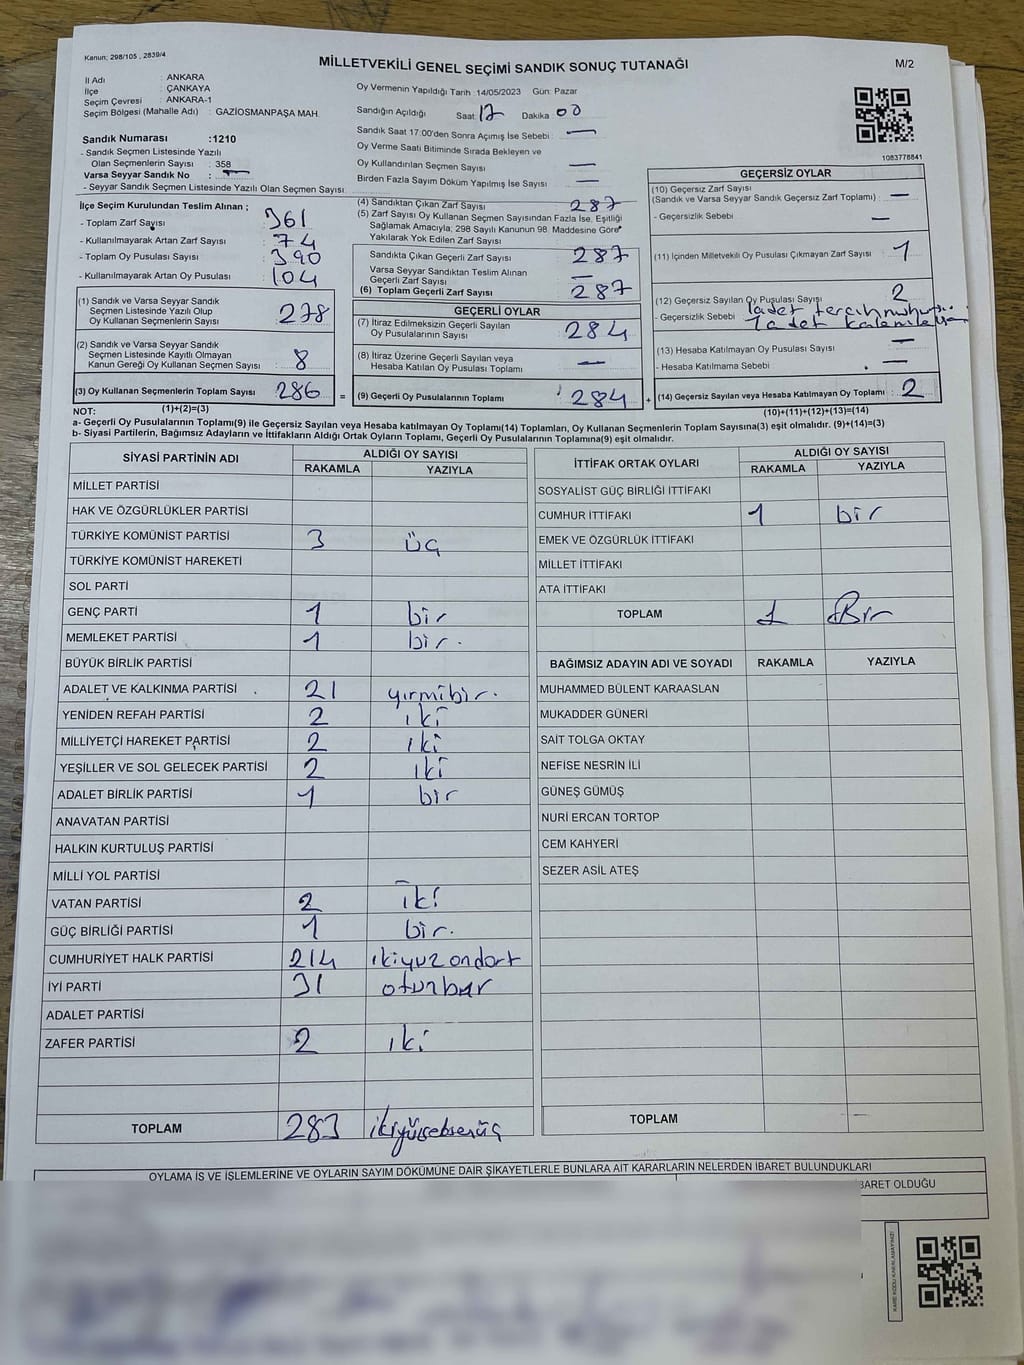 Kanun; 298/105 , 2839/4
MİLLETVEKİLİ GENEL SEÇİMİ SANDIK SONUÇ TUTANAĞI
M/2
İl Adı : ANKARA
İlçe : ÇANKAYA
Seçim Çevresi : ANKARA-1
Seçim Bölgesi (Mahalle Adı) : GAZİOSMANPAŞA MAH.
Sandık Numarası :1210
- Sandık Seçmen Listesinde Yazılı
Olan Seçmenlerin Sayısı : 358
Varsa Seyyar Sandık No : —
- Seyyar Sandık Seçmen Listesinde Yazılı Olan Seçmen Sayısı
Oy Vermenin Yapıldığı Tarih :14/05/2023 Gün: Pazar
Sandığın Açıldığı Saat 17 Dakika 00
Sandık Saat 17:00'den Sonra Açımış İse Sebebi : —
Oy Verme Saati Bitiminde Sırada Bekleyen ve
Oy Kullandırılan Seçmen Sayısı —
Birden Fazla Sayım Döküm Yapılmış İse Sayısı —
1083778841
İlçe Seçim Kurulundan Teslim Alınan ;
- Toplam Zarf Sayısı : 361
- Kullanılmayarak Artan Zarf Sayısı : 74
- Toplam Oy Pusulası Sayısı : 390
- Kullanılmayarak Artan Oy Pusulası : 104
(1) Sandık ve Varsa Seyyar Sandık
Seçmen Listesinde Yazılı Olup
Oy Kullanan Seçmenlerin Sayısı : 278
(2) Sandık ve Varsa Seyyar Sandık
Seçmen Listesinde Kayıtlı Olmayan
Kanun Gereği Oy Kullanan Seçmen Sayısı : 8
(3) Oy Kullanan Seçmenlerin Toplam Sayısı : 286 =
(1)+(2)=(3)
(4) Sandıktan Çıkan Zarf Sayısı : 287
(5) Zarf Sayısı Oy Kullanan Seçmen Sayısından Fazla İse, Eşitliği
Sağlamak Amacıyla; 298 Sayılı Kanunun 98. Maddesine Göre
Yakılarak Yok Edilen Zarf Sayısı :
Sandıkta Çıkan Geçerli Zarf Sayısı : 287
Varsa Seyyar Sandıktan Teslim Alınan
Geçerli Zarf Sayısı : —
(6) Toplam Geçerli Zarf Sayısı : 287
GEÇERLİ OYLAR
(7) İtiraz Edilmeksizin Geçerli Sayılan
Oy Pusulalarının Sayısı : 284
(8) İtiraz Üzerine Geçerli Sayılan veya
Hesaba Katılan Oy Pusulası Toplamı : —
(9) Geçerli Oy Pusulalarının Toplamı : 284 +
GEÇERSİZ OYLAR
(10) Geçersiz Zarf Sayısı
(Sandık ve Varsa Seyyar Sandık Geçersiz Zarf Toplamı) : —
- Geçersizlik Sebebi : —
(11) İçinden Milletvekili Oy Pusulası Çıkmayan Zarf Sayısı : 1
(12) Geçersiz Sayılan Oy Pusulası Sayısı : 2
- Geçersizlik Sebebi 1adet tercih
1 adet
(13) Hesaba Katılmayan Oy Pusulası Sayısı : —
- Hesaba Katılmama Sebebi : —
(14) Geçersiz Sayılan veya Hesaba Katılmayan Oy Toplamı : 2
(10)+(11)+(12)+(13)=(14)
NOT:
a- Geçerli Oy Pusulalarının Toplamı(9) ile Geçersiz Sayılan veya Hesaba katılmayan Oy Toplamı(14) Toplamları, Oy Kullanan Seçmenlerin Toplam Sayısına(3) eşit olmalıdır. (9)+(14)=(3)
b- Siyasi Partilerin, Bağımsız Adayların ve İttifakların Aldığı Ortak Oyların Toplamı, Geçerli Oy Pusulalarının Toplamına(9) eşit olmalıdır.
SİYASİ PARTİNİN ADI ALDIĞI OY SAYISI
RAKAMLA YAZIYLA
MİLLET PARTİSİ
HAK VE ÖZGÜRLÜKLER PARTİSİ
TÜRKİYE KOMÜNİST PARTİSİ 3 üç
TÜRKİYE KOMÜNİST HAREKETİ
SOL PARTİ
GENÇ PARTİ 1 bir
MEMLEKET PARTİSİ 1 bir.
BÜYÜK BİRLİK PARTİSİ
ADALET VE KALKINMA PARTİSİ 21 yırmibir.
YENİDEN REFAH PARTİSİ 2 iki
MİLLİYETÇİ HAREKET PARTİSİ 2 iki
YEŞİLLER VE SOL GELECEK PARTİSİ 2 iki
ADALET BİRLİK PARTİSİ 1 bir
ANAVATAN PARTİSİ
HALKIN KURTULUŞ PARTİSİ
MİLLİ YOL PARTİSİ
VATAN PARTİSİ 2 iki
GÜÇ BİRLİĞİ PARTİSİ 1 bir.
CUMHURİYET HALK PARTİSİ 214 ikiyuz ondort
İYİ PARTİ 31 otuzbır
ADALET PARTİSİ
ZAFER PARTİSİ 2 iki
TOPLAM 283 ikiyüzseksenüç
İTTİFAK ORTAK OYLARI ALDIĞI OY SAYISI
RAKAMLA YAZIYLA
SOSYALİST GÜÇ BİRLİĞİ İTTİFAKI
CUMHUR İTTİFAKI 1 bir
EMEK VE ÖZGÜRLÜK İTTİFAKI
MİLLET İTTİFAKI
ATA İTTİFAKI
TOPLAM 1 Bir
BAĞIMSIZ ADAYIN ADI VE SOYADI RAKAMLA YAZIYLA
MUHAMMED BÜLENT KARAASLAN
MUKADDER GÜNERİ
SAİT TOLGA OKTAY
NEFİSE NESRİN İLİ
GÜNEŞ GÜMÜŞ
NURİ ERCAN TORTOP
CEM KAHYERİ
SEZER ASİL ATEŞ
TOPLAM —
OYLAMA İŞ VE İŞLEMLERİNE VE OYLARIN SAYIM DÖKÜMÜNE DAİR ŞİKAYETLERLE BUNLARA AİT KARARLARIN NELERDEN İBARET BULUNDUKLARI
İBARET OLDUĞU
KARE KODU KARALAMAYINIZ!